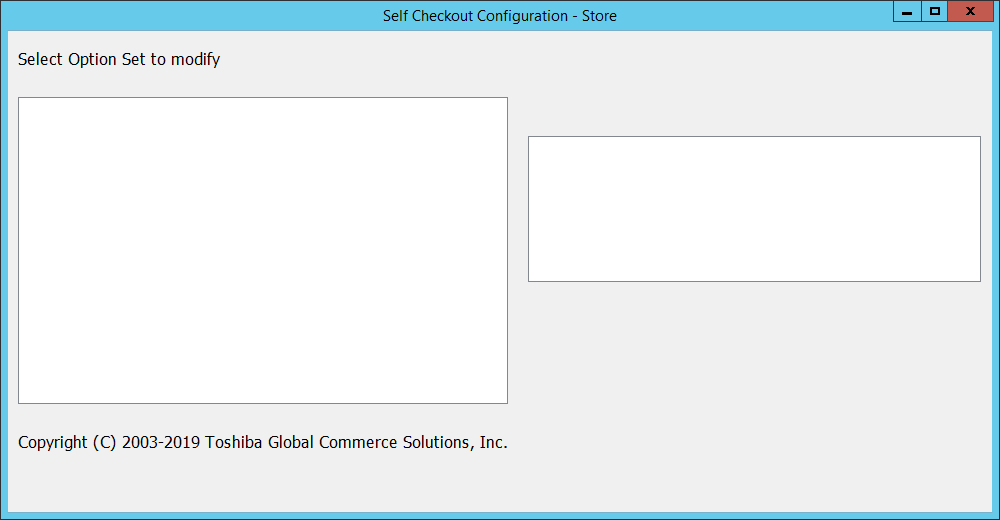 Self Checkout Configuration - Store
Select Option Set to modify
Copyright (C) 2003-2019 Toshiba Global Commerce Solutions, Inc.